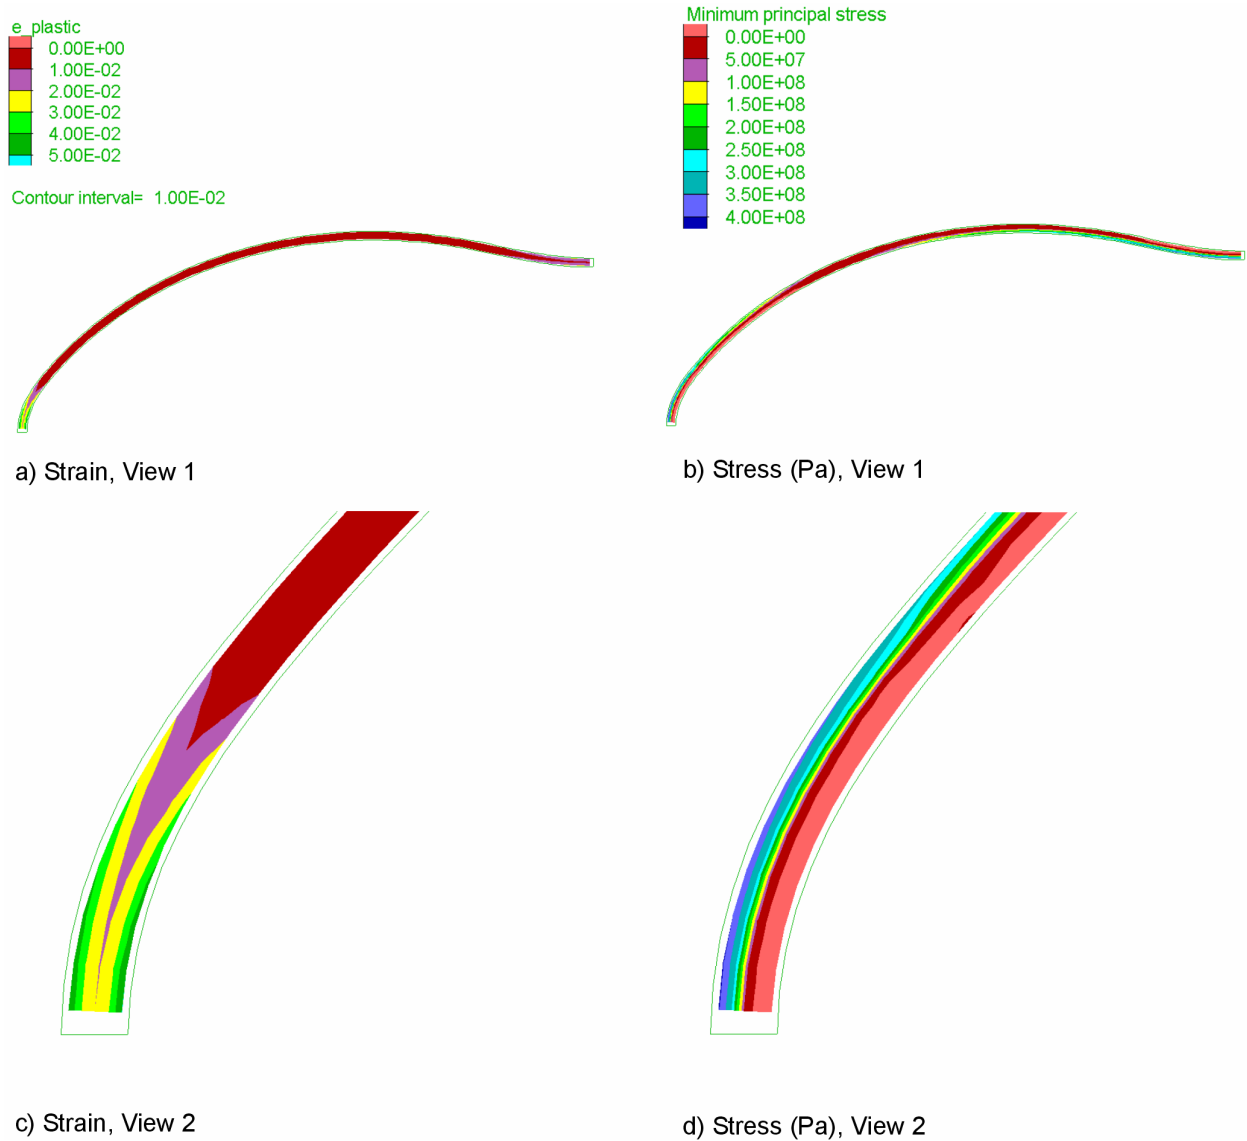 e_plastic
0.00E+00
1.00E-02
2.00E-02
3.00E-02
4.00E-02
5.00E-02
Contour interval= 1.00E-02
Minimum principal stress
0.00E+00
5.00E+07
1.00E+08
1.50E+08
2.00E+08
2.50E+08
3.00E+08
3.50E+08
4.00E+08
a) Strain, View 1
b) Stress (Pa), View 1
c) Strain, View 2
d) Stress (Pa), View 2